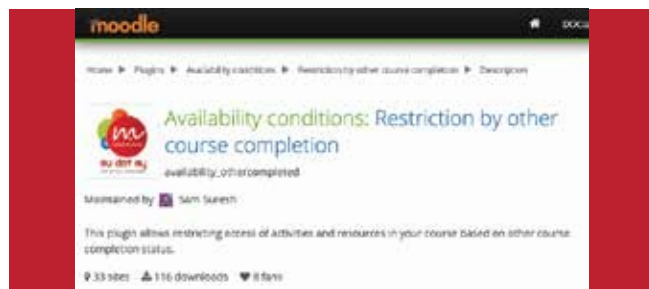 moodle
DOCU
Home ▶ Plugins ▶ Availability conditions ▶ Restriction by other course completion ▶ Description
Availability conditions: Restriction by other
course completion
availability_othercompleted
Maintained by Sam Suresh
This plugin allows restricting access of activities and resources in your course based on other course
completion status.
33 sites 116 downloads 8 fans